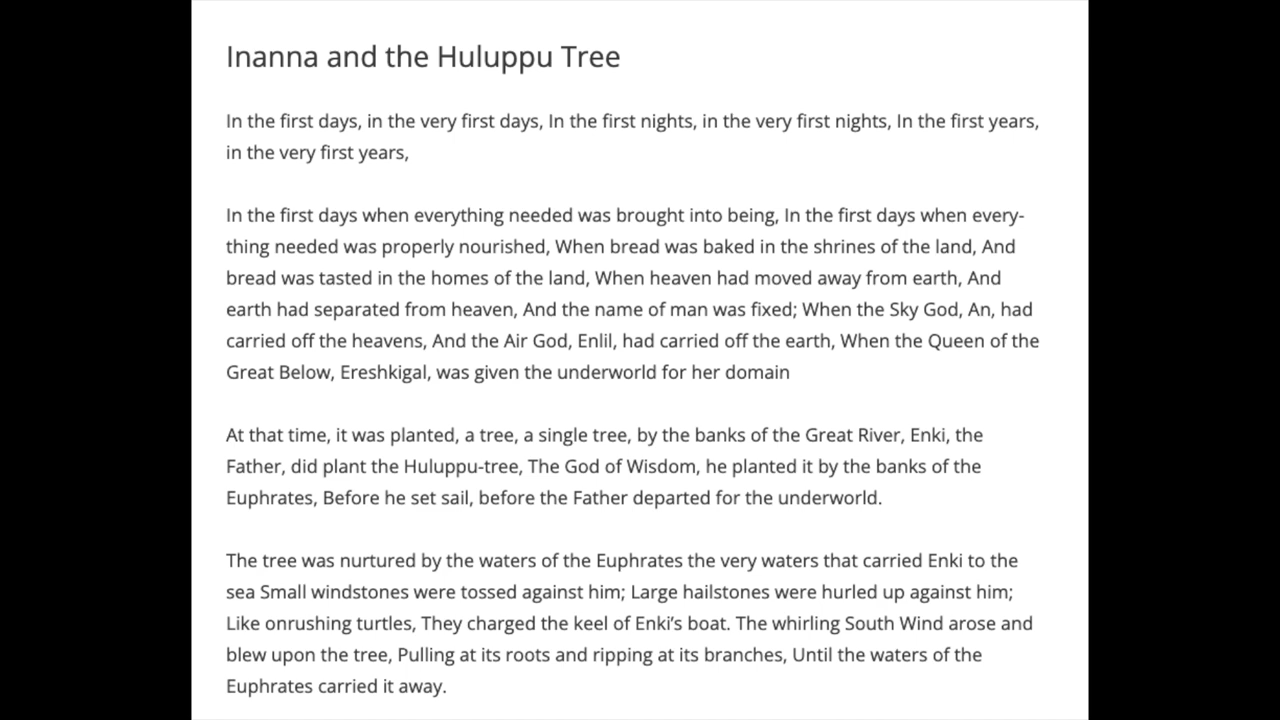 Inanna and the Huluppu Tree
In the first days, in the very first days, In the first nights, in the very first nights, In the first years,
in the very first years,
In the first days when everything needed was brought into being, In the first days when every-
thing needed was properly nourished, When bread was baked in the shrines of the land, And
bread was tasted in the homes of the land, When heaven had moved away from earth, And
earth had separated from heaven, And the name of man was fixed; When the Sky God, An, had
carried off the heavens, And the Air God, Enlil, had carried off the earth, When the Queen of the
Great Below, Ereshkigal, was given the underworld for her domain
At that time, it was planted, a tree, a single tree, by the banks of the Great River, Enki, the
Father, did plant the Huluppu-tree, The God of Wisdom, he planted it by the banks of the
Euphrates, Before he set sail, before the Father departed for the underworld.
The tree was nurtured by the waters of the Euphrates the very waters that carried Enki to the
sea Small windstones were tossed against him; Large hailstones were hurled up against him;
Like onrushing turtles, They charged the keel of Enki’s boat. The whirling South Wind arose and
blew upon the tree, Pulling at its roots and ripping at its branches, Until the waters of the
Euphrates carried it away.